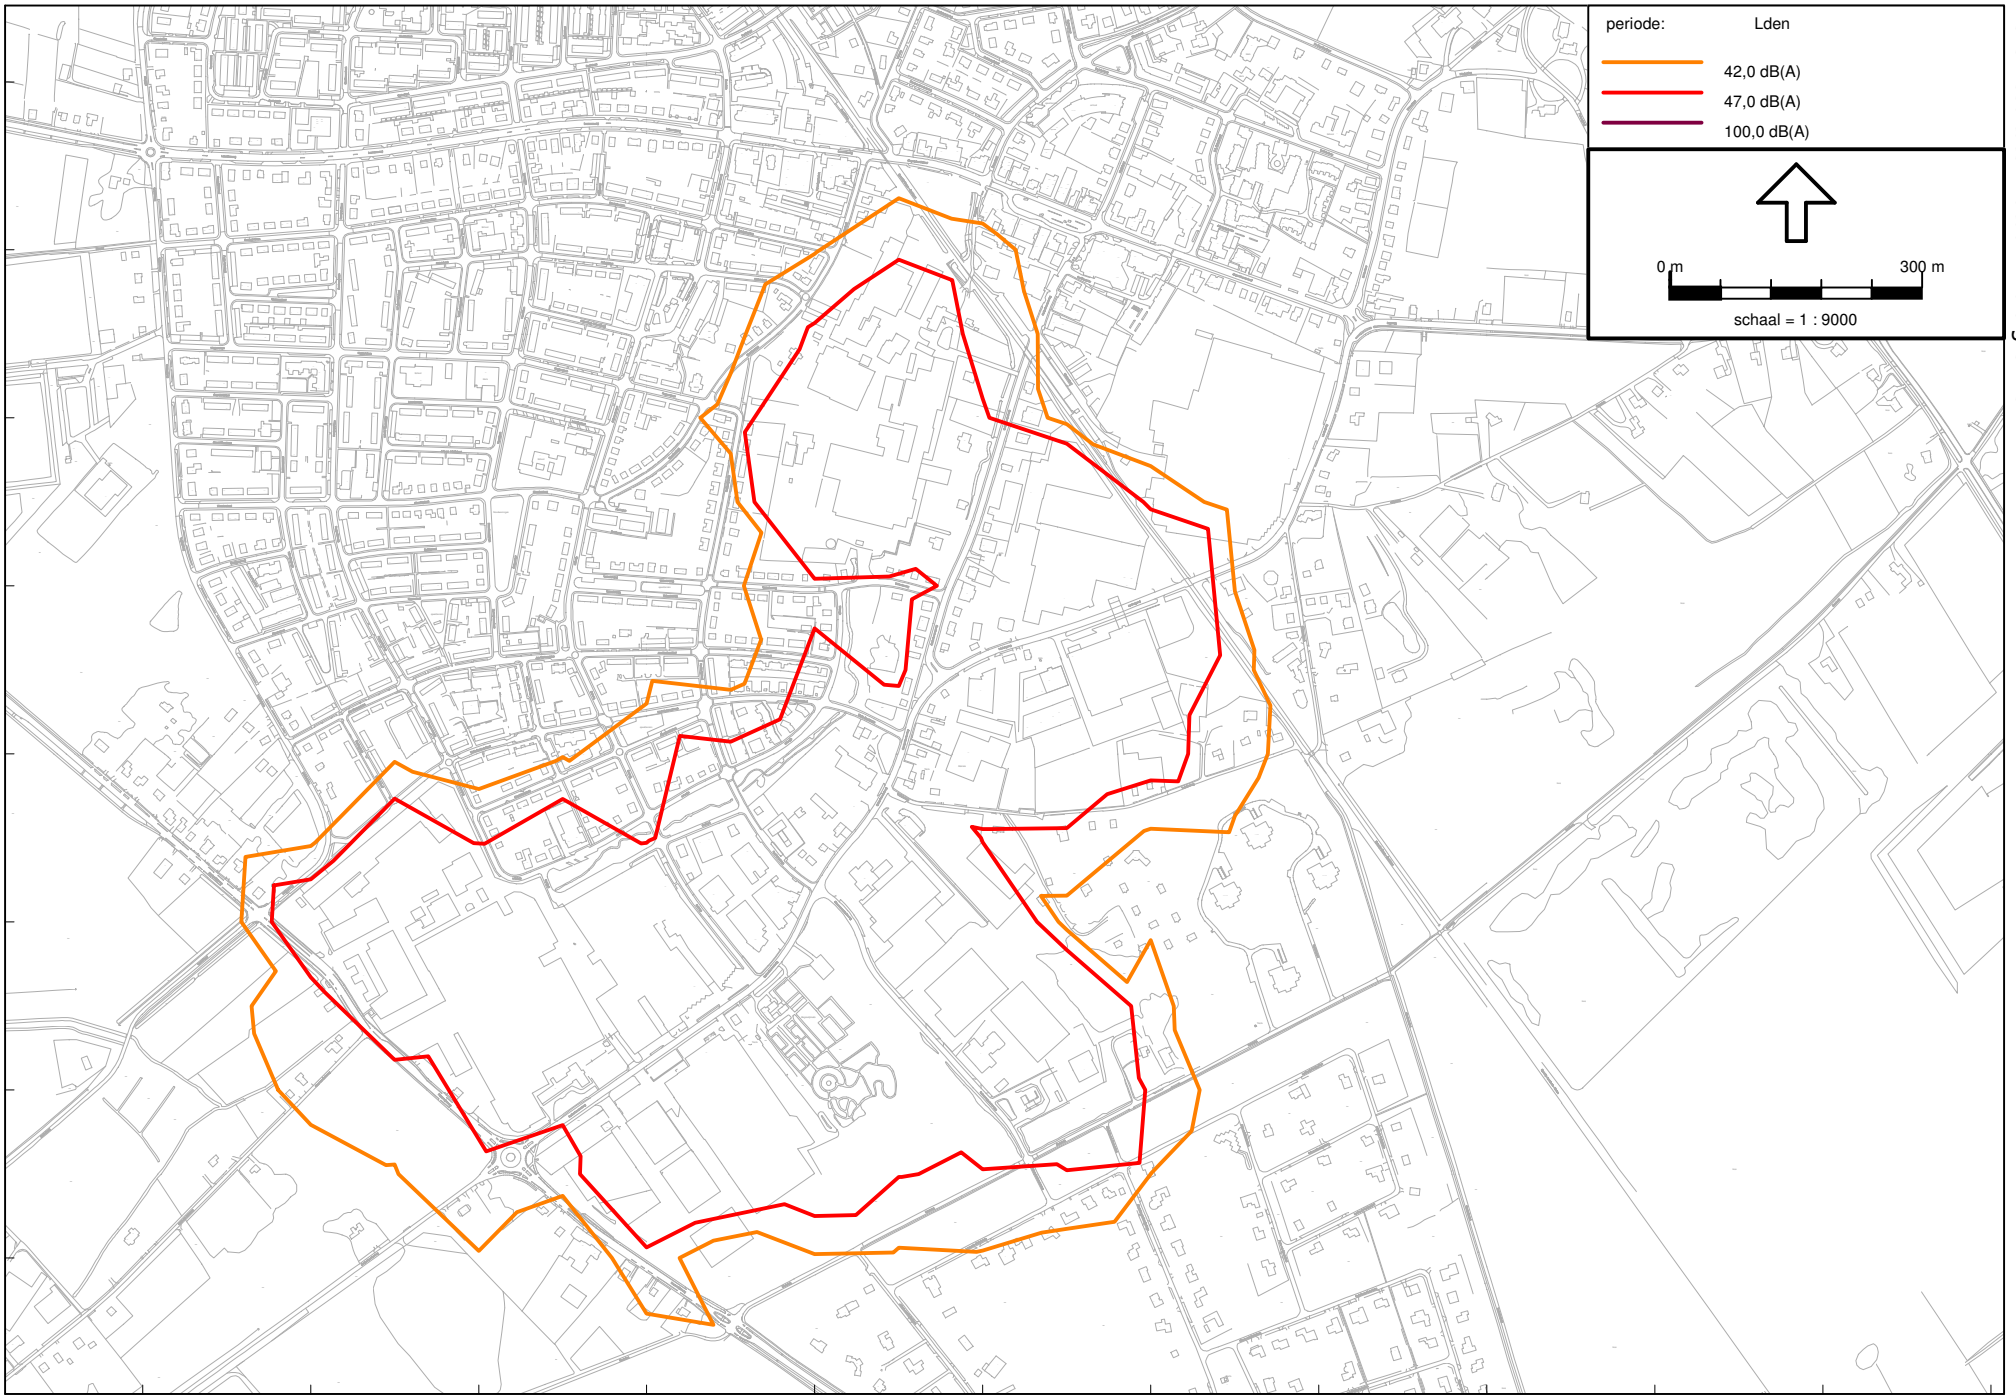 periode: Lden
42,0 dB(A)
47,0 dB(A)
100,0 dB(A)
0 m 300 m
schaal = 1 : 9000